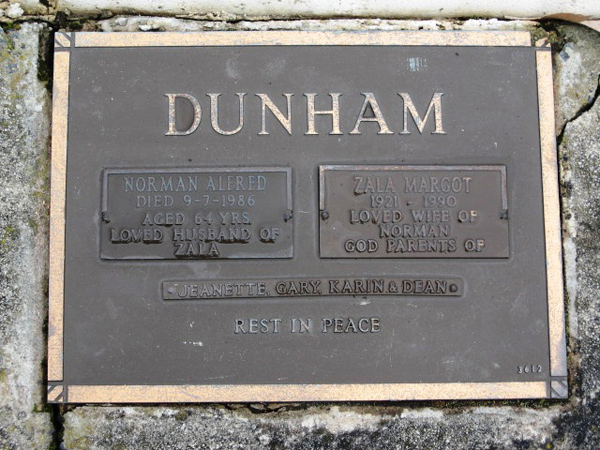 DUNHAM
NORMAN ALFRED
DIED 9-7-1986
AGED 64 YRS
LOVED HUSBAND OF
ZALA
ZALA MARGOT
1921 - 1990
LOVED WIFE OF
NORMAN
GOD PARENTS OF
JEANETTE, GARY, KARIN & DEAN
REST IN PEACE